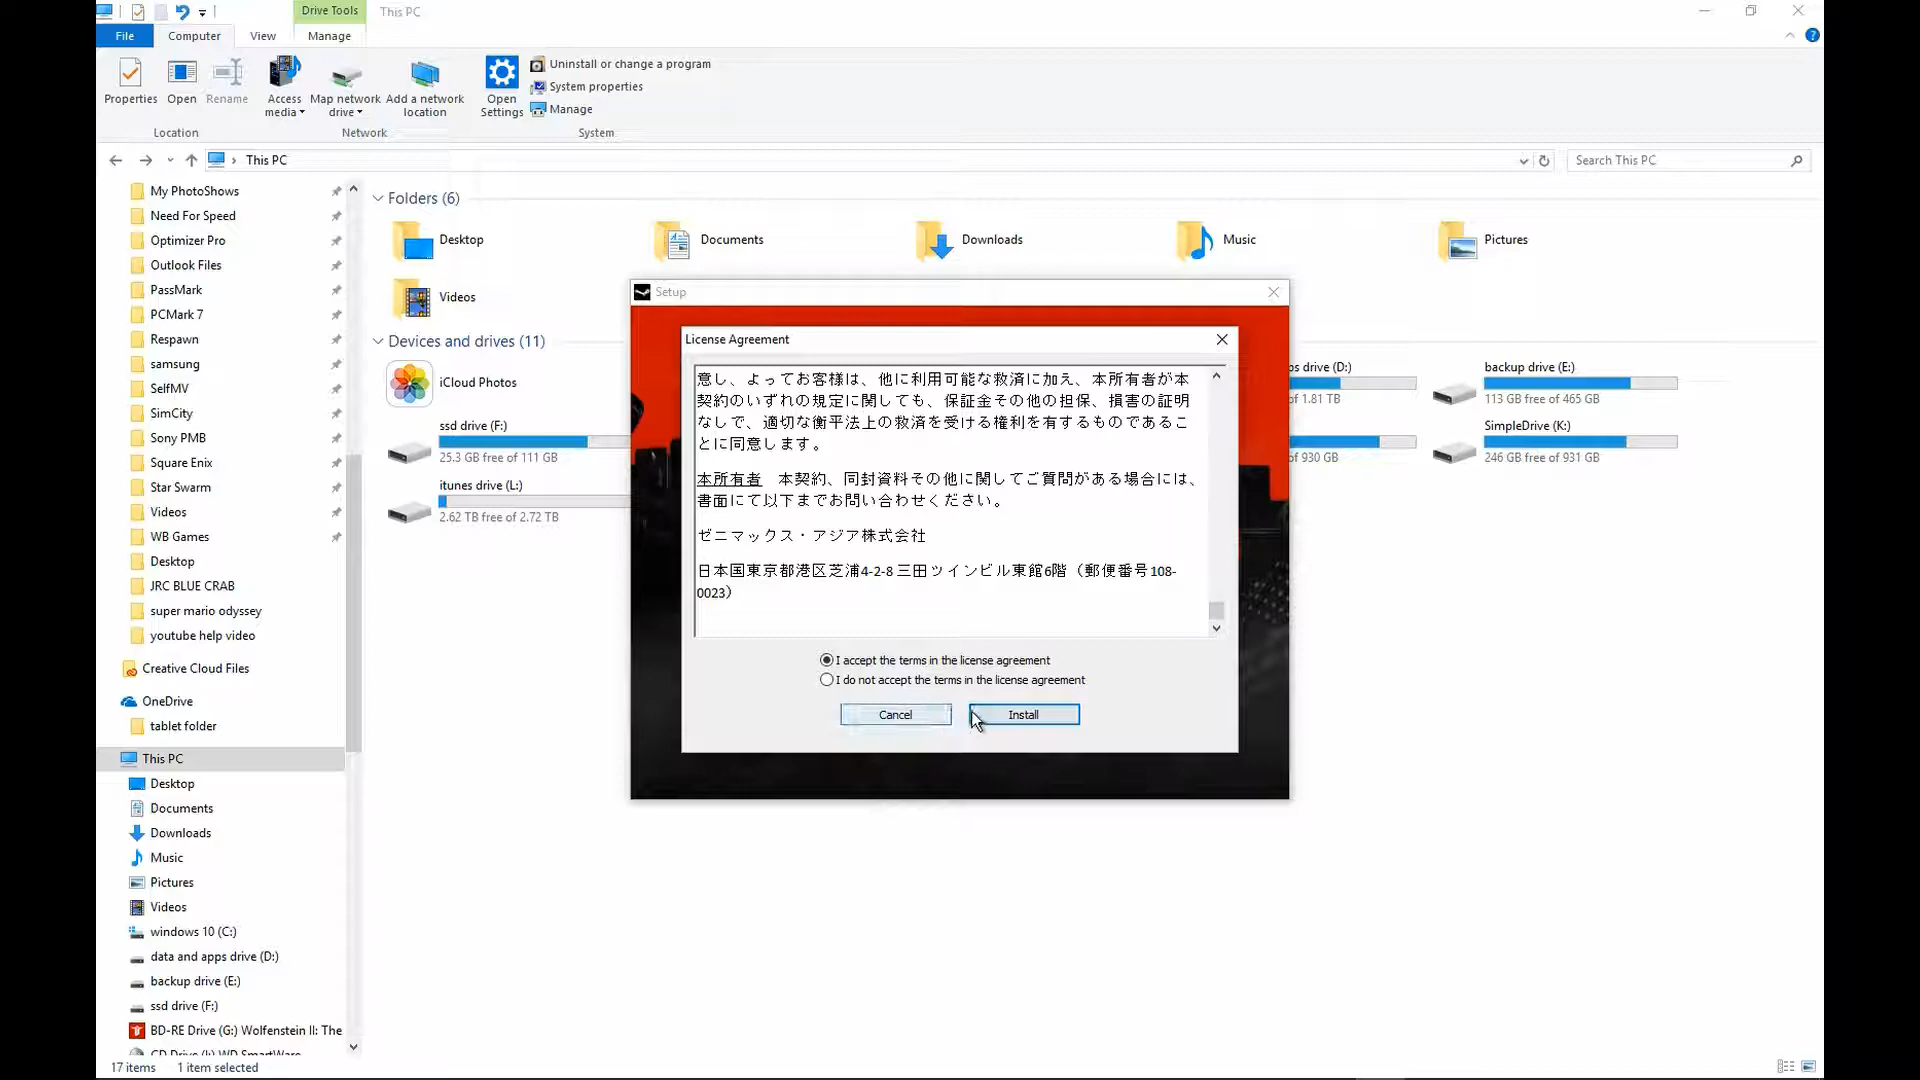 Drive Tools
This PC
File
Computer
View
Manage
Properties
Open
Rename
Access media
Map network drive
Add a network location
Open Settings
Uninstall or change a program
System properties
Manage
Location
Network
System
This PC
Search This PC
My PhotoShows
Need For Speed
Optimizer Pro
Outlook Files
PassMark
PCMark 7
Respawn
samsung
SelfMV
SimCity
Sony PMB
Square Enix
Star Swarm
Videos
WB Games
Desktop
JRC BLUE CRAB
super mario odyssey
youtube help video
Creative Cloud Files
OneDrive
tablet folder
This PC
Desktop
Documents
Downloads
Music
Pictures
Videos
windows 10 (C:)
data and apps drive (D:)
backup drive (E:)
ssd drive (F:)
BD-RE Drive (G:) Wolfenstein II: The
CD Drive (I:) WD SmartWare
17 items
1 item selected
Folders (6)
Desktop
Documents
Downloads
Music
Pictures
Videos
Devices and drives (11)
iCloud Photos
ps drive (D:)
of 1.81 TB
backup drive (E:)
113 GB free of 465 GB
ssd drive (F:)
25.3 GB free of 111 GB
of 930 GB
SimpleDrive (K:)
246 GB free of 931 GB
itunes drive (L:)
2.62 TB free of 2.72 TB
Setup
License Agreement
意し、よってお客様は、他に利用可能な救済に加え、本所有者が本
契約のいずれの規定に関しても、保証金その他の担保、損害の証明
なしで、適切な衡平法上の救済を受ける権利を有するものであるこ
とに同意します。
本所有者　本契約、同封資料その他に関してご質問がある場合には、
書面にて以下までお問い合わせください。
ゼニマックス・アジア株式会社
日本国東京都港区芝浦4-2-8 三田ツインビル東館6階（郵便番号108-
0023）
I accept the terms in the license agreement
I do not accept the terms in the license agreement
Cancel
Install